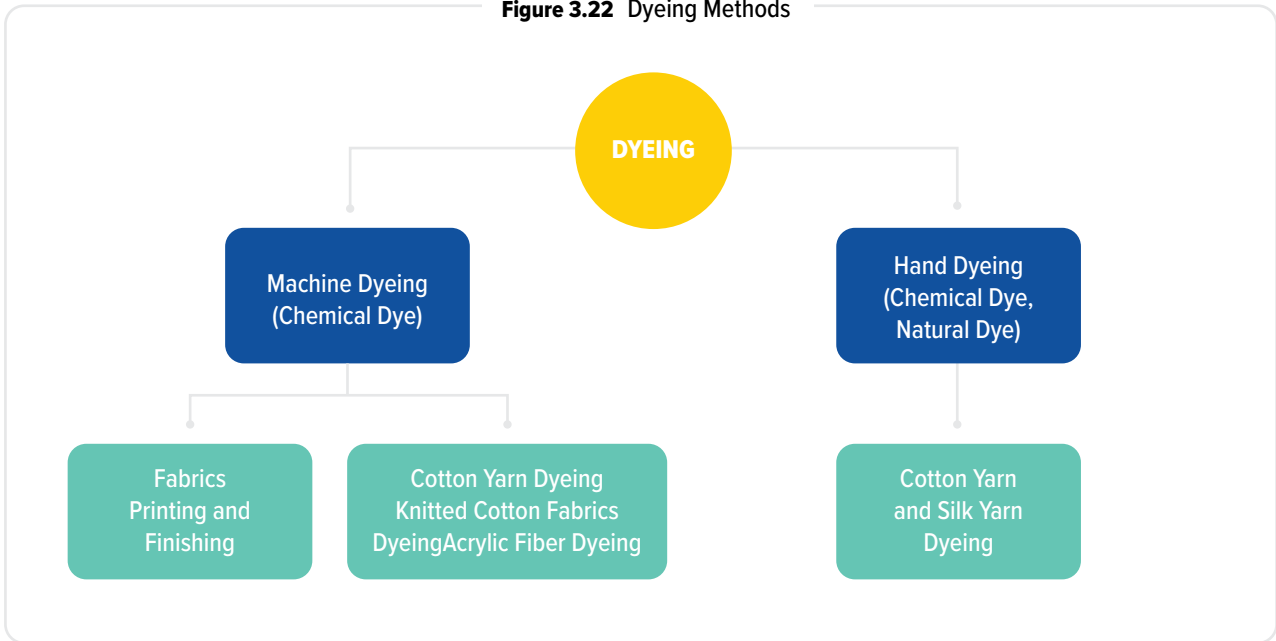 Figure 3.22 Dyeing Methods
DYEING
Machine Dyeing
(Chemical Dye)
Hand Dyeing
(Chemical Dye,
Natural Dye)
Fabrics
Printing and
Finishing
Cotton Yarn Dyeing
Knitted Cotton Fabrics
DyeingAcrylic Fiber Dyeing
Cotton Yarn
and Silk Yarn
Dyeing